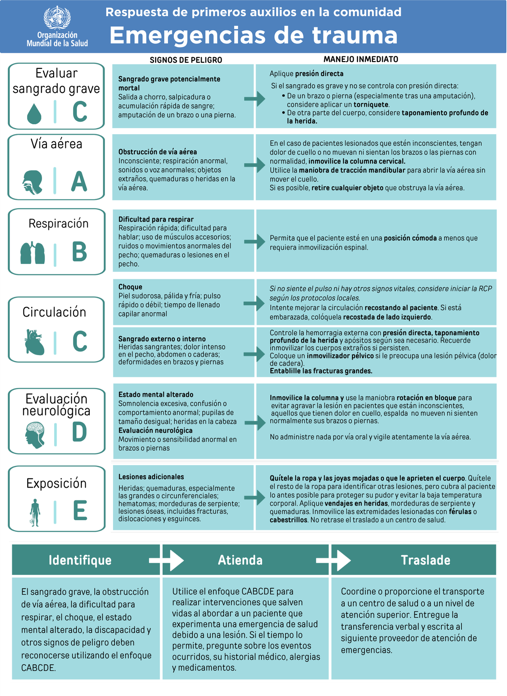 Organización
Mundial de la Salud
Respuesta de primeros auxilios en la comunidad
Emergencias de trauma
SIGNOS DE PELIGRO
MANEJO INMEDIATO
Evaluar
sangrado grave
C
Sangrado grave potencialmente
mortal
Salida a chorro, salpicadura o
acumulación rápida de sangre;
amputación de un brazo o una pierna.
Aplique presión directa
Si el sangrado es grave y no se controla con presión directa:
• De un brazo o pierna (especialmente tras una amputación),
considere aplicar un torniquete.
• De otra parte del cuerpo, considere taponamiento profundo de
la herida.
Vía aérea
A
Obstrucción de vía aérea
Inconsciente; respiración anormal,
sonidos o voz anormales; objetos
extraños, quemaduras o heridas en la
vía aérea.
En el caso de pacientes lesionados que estén inconscientes, tengan
dolor de cuello o no muevan ni sientan los brazos o las piernas con
normalidad, inmovilice la columna cervical.
Utilice la maniobra de tracción mandibular para abrir la vía aérea sin
mover el cuello.
Si es posible, retire cualquier objeto que obstruya la vía aérea.
Respiración
B
Dificultad para respirar
Respiración rápida; dificultad para
hablar; uso de músculos accesorios;
ruidos o movimientos anormales del
pecho; quemaduras o lesiones en el
pecho.
Permita que el paciente esté en una posición cómoda a menos que
requiera inmovilización espinal.
Circulación
C
Choque
Piel sudorosa, pálida y fría; pulso
rápido o débil; tiempo de llenado
capilar anormal
Si no se siente el pulso ni hay otros signos vitales, considere iniciar la RCP
según los protocolos locales.
Intente mejorar la circulación recostando al paciente. Si está
embarazada, colóquela recostada de lado izquierdo.
Sangrado externo o interno
Heridas sangrantes; dolor intenso
en el pecho, abdomen o caderas;
deformidades en brazos y piernas
Controle la hemorragia externa con presión directa, taponamiento
profundo de la herida y apósitos según sea necesario. Recuerde
inmovilizar los cuerpos extraños si persisten.
Coloque un inmovilizador pélvico si le preocupa una lesión pélvica (dolor
de cadera).
Entablille las fracturas grandes.
Evaluación
neurológica
D
Estado mental alterado
Somnolencia excesiva, confusión o
comportamiento anormal; pupilas de
tamaño desigual; heridas en la cabeza
Evaluación neurológica
Movimiento o sensibilidad anormal en
brazos o piernas
Inmovilice la columna y use la maniobra rotación en bloque para
evitar agravar la lesión en pacientes que están inconscientes,
aquellos que tienen dolor en cuello, espalda no mueven ni sienten
normalmente sus brazos o piernas.
No administre nada por vía oral y vigile atentamente la vía aérea.
Exposición
E
Lesiones adicionales
Heridas; quemaduras, especialmente
las grandes o circunferenciales;
hematomas; mordeduras de serpiente;
lesiones óseas, incluidas fracturas,
dislocaciones y esguinces.
Quítele la ropa y las joyas mojadas o que le aprieten el cuerpo. Quítele
el resto de la ropa para identificar otras lesiones, pero cubra al paciente
lo antes posible para proteger su pudor y evitar la baja temperatura
corporal. Aplique vendajes en heridas, mordeduras de serpiente y
quemaduras. Inmovilice las extremidades lesionadas con férulas o
cabestrillos. No retrase el traslado a un centro de salud.
Identifique
Atienda
Traslade
El sangrado grave, la obstrucción
de vía aérea, la dificultad para
respirar, el choque, el estado
mental alterado, la discapacidad y
otros signos de peligro deben
reconocerse utilizando el enfoque
CABCDE.
Utilice el enfoque CABCDE para
realizar intervenciones que salven
vidas al abordar a un paciente que
experimenta una emergencia de salud
debido a una lesión. Si el tiempo lo
permite, pregunte sobre los eventos
ocurridos, su historial médico, alergias
y medicamentos.
Coordine o proporcione el transporte
a un centro de salud o a un nivel de
atención superior. Entregue la
transferencia verbal y escrita al
siguiente proveedor de atención de
emergencias.